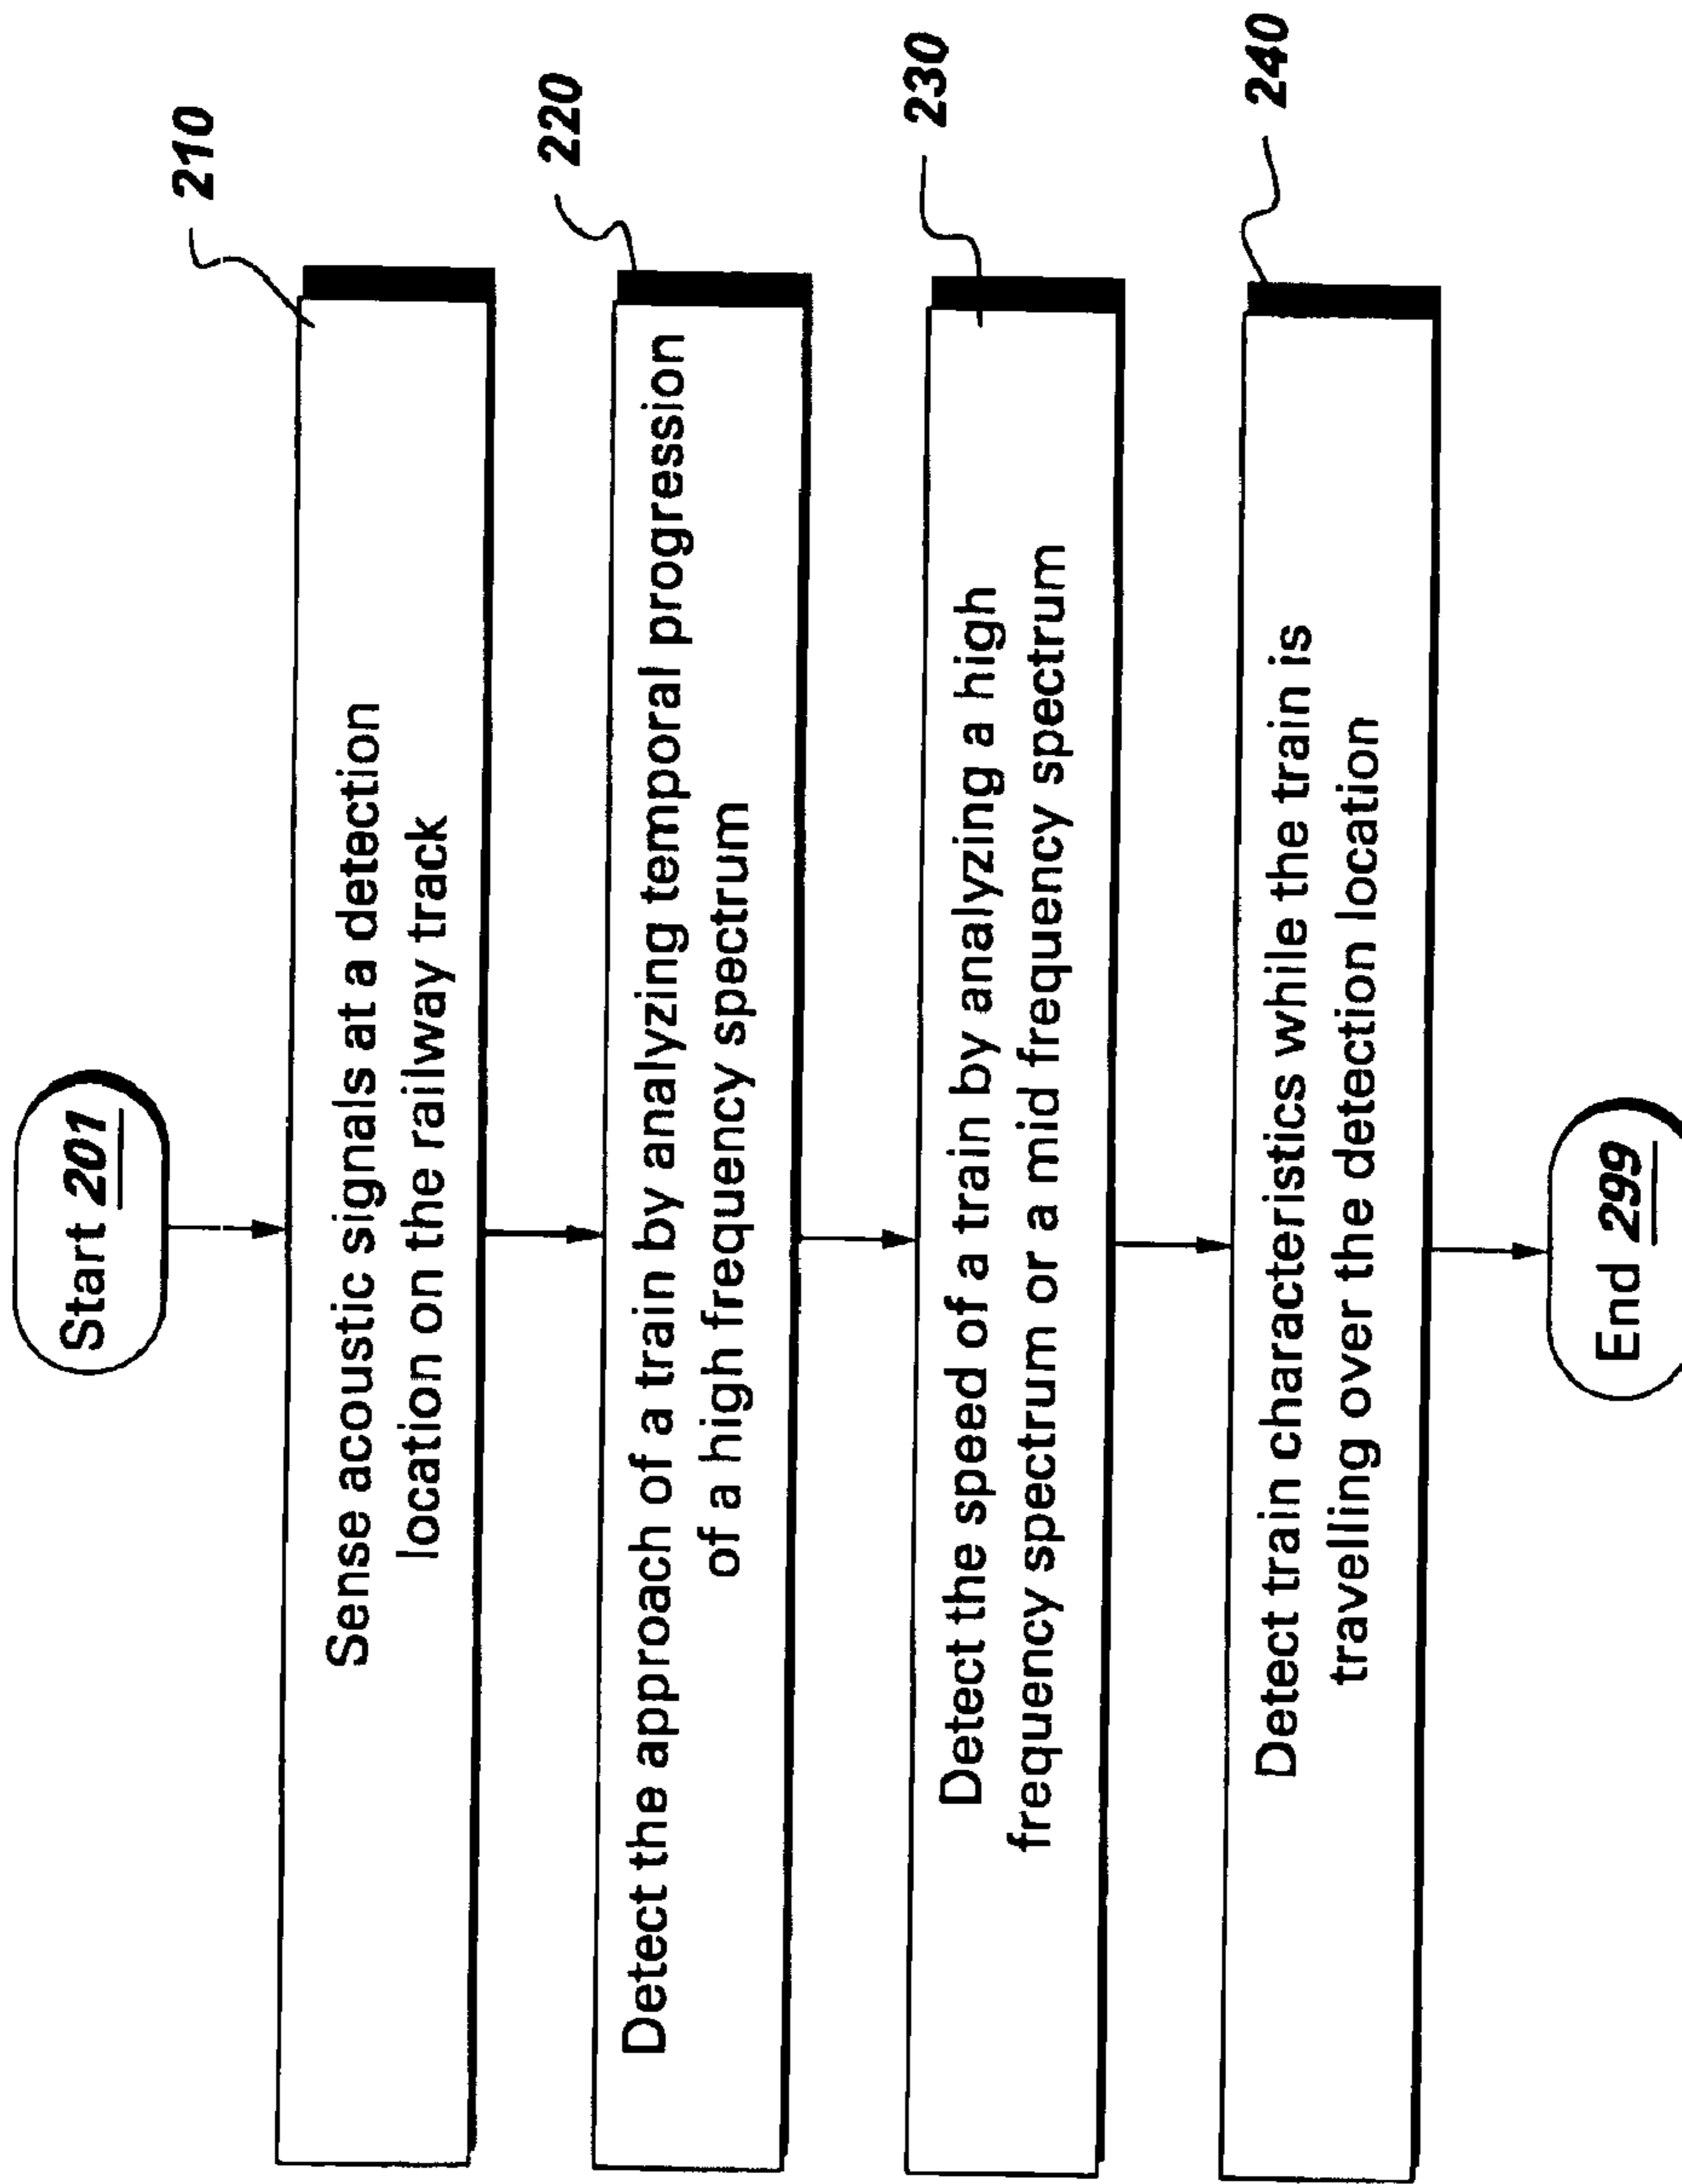 Start 201
210
Sense acoustic signals at a detection
location on the railway track
220
Detect the approach of a train by analyzing temporal progression
of a high frequency spectrum
230
Detect the speed of a train by analyzing a high
frequency spectrum or a mid frequency spectrum
240
Detect train characteristics while the train is
travelling over the detection location
End 299